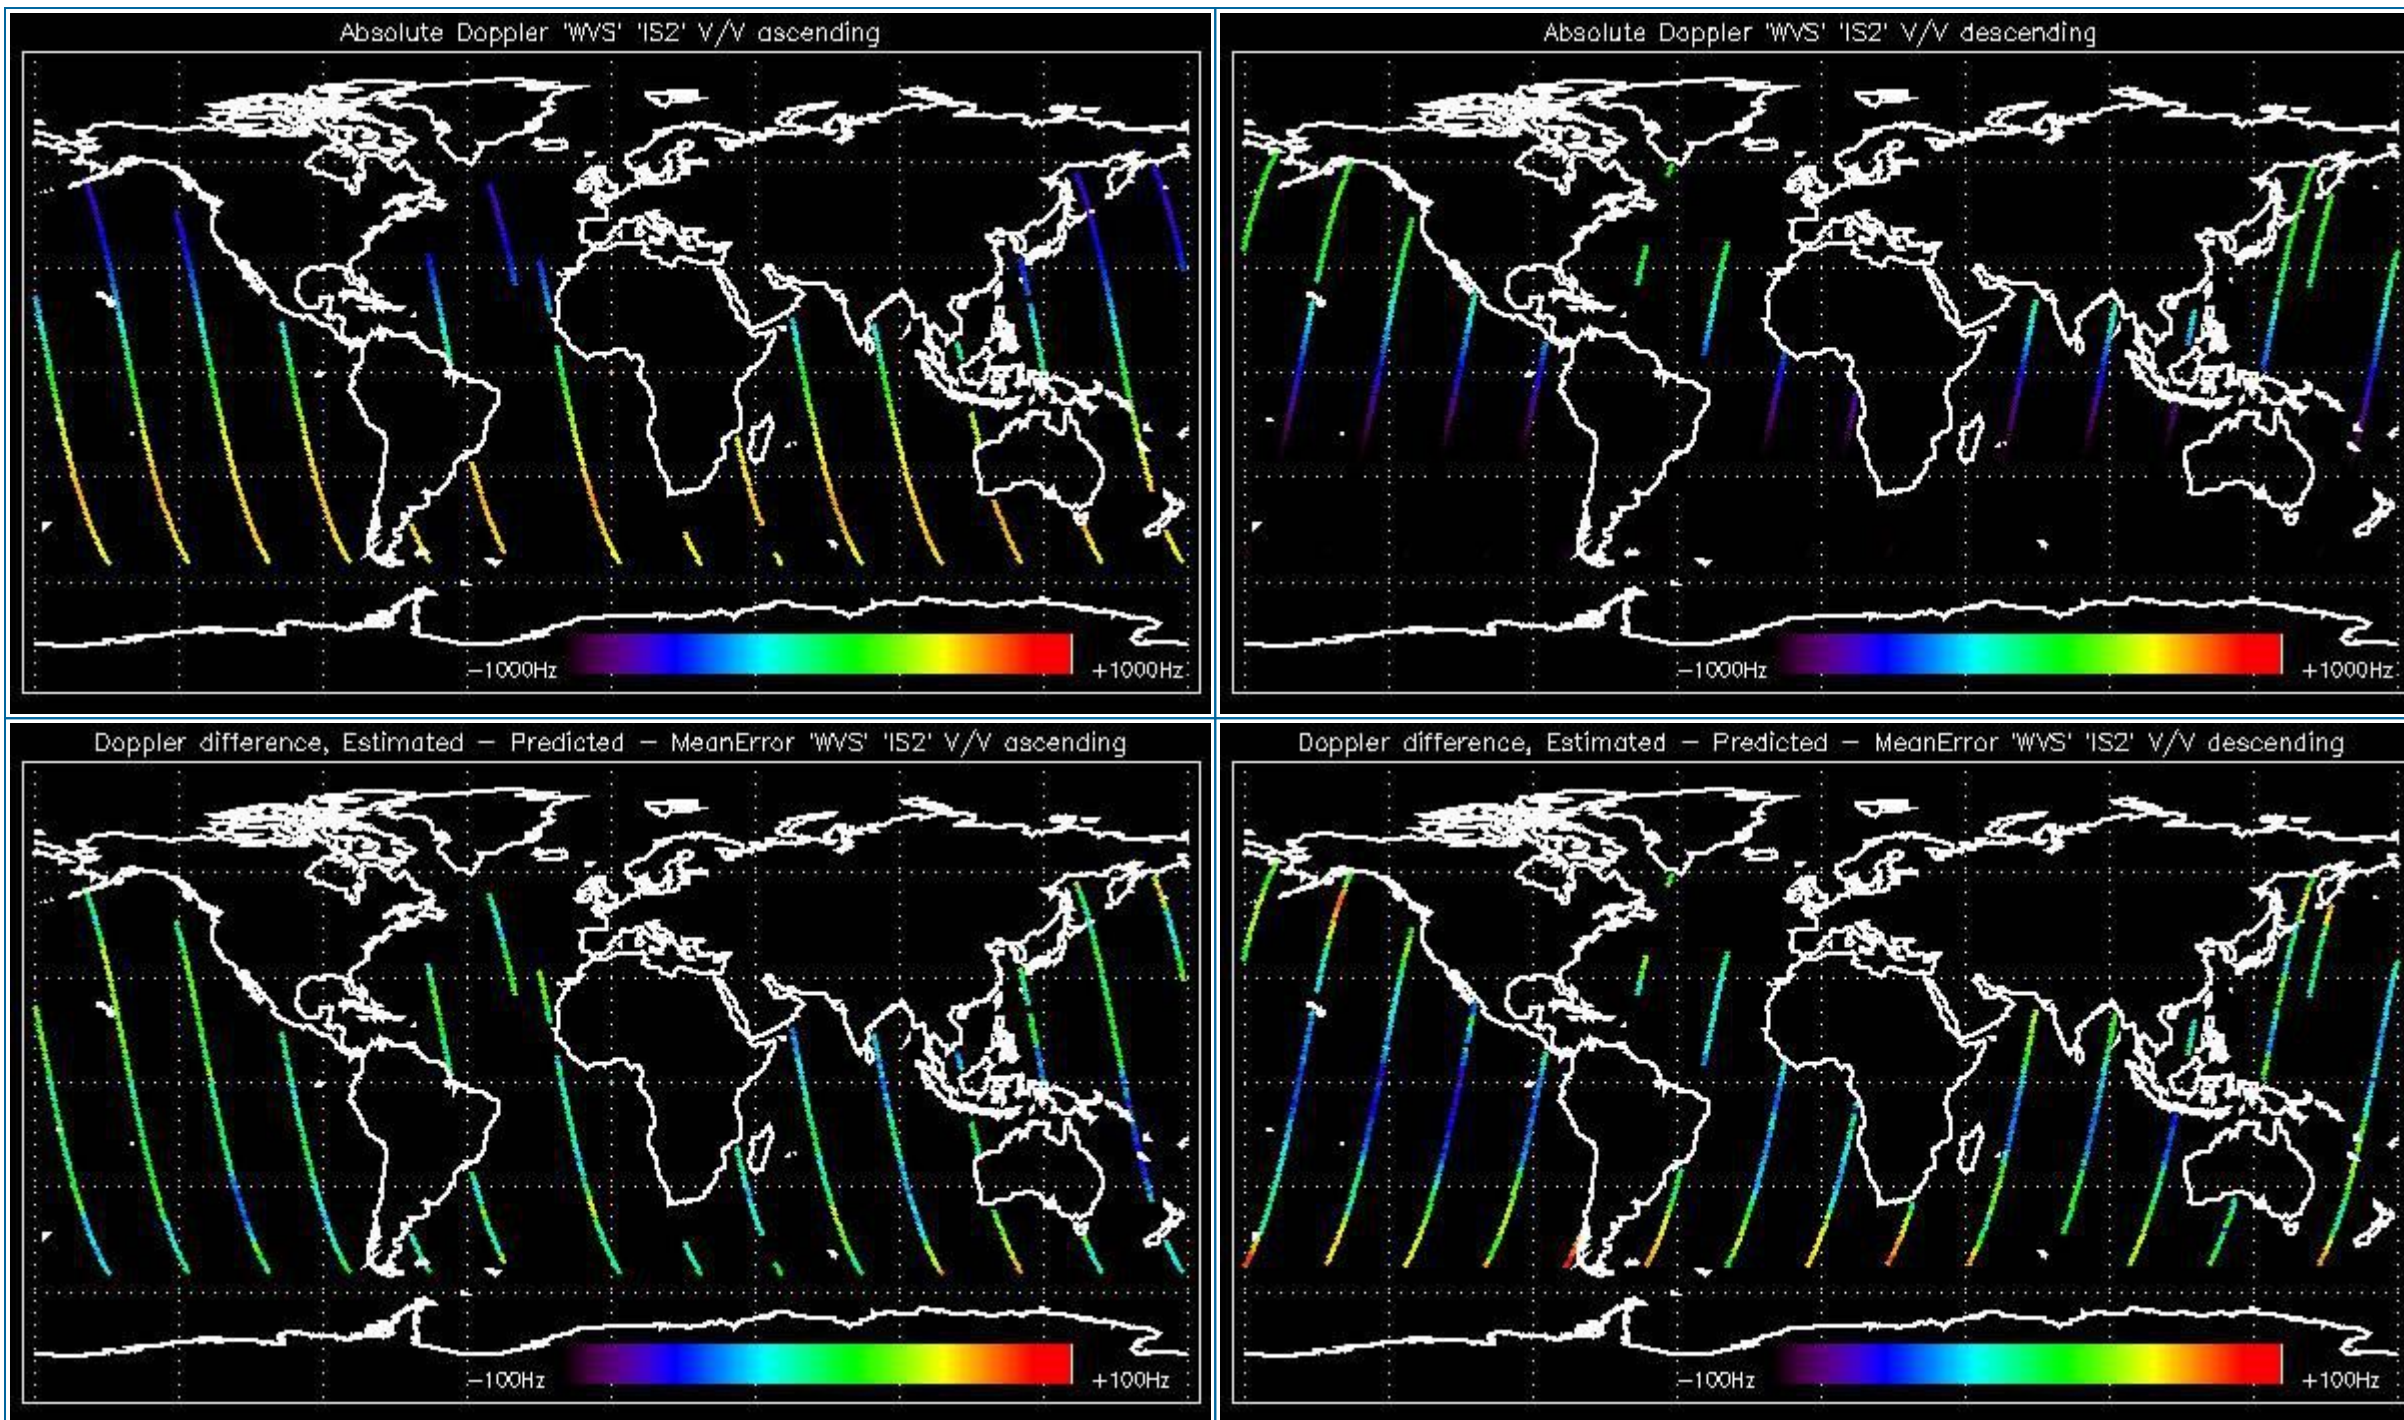 Absolute Doppler 'WVS' 'IS2' V/V ascending
-1000Hz
+1000Hz
Absolute Doppler 'WVS' 'IS2' V/V descending
-1000Hz
+1000Hz
Doppler difference, Estimated - Predicted - MeanError 'WVS' 'IS2' V/V ascending
-100Hz
+100Hz
Doppler difference, Estimated - Predicted - MeanError 'WVS' 'IS2' V/V descending
-100Hz
+100Hz